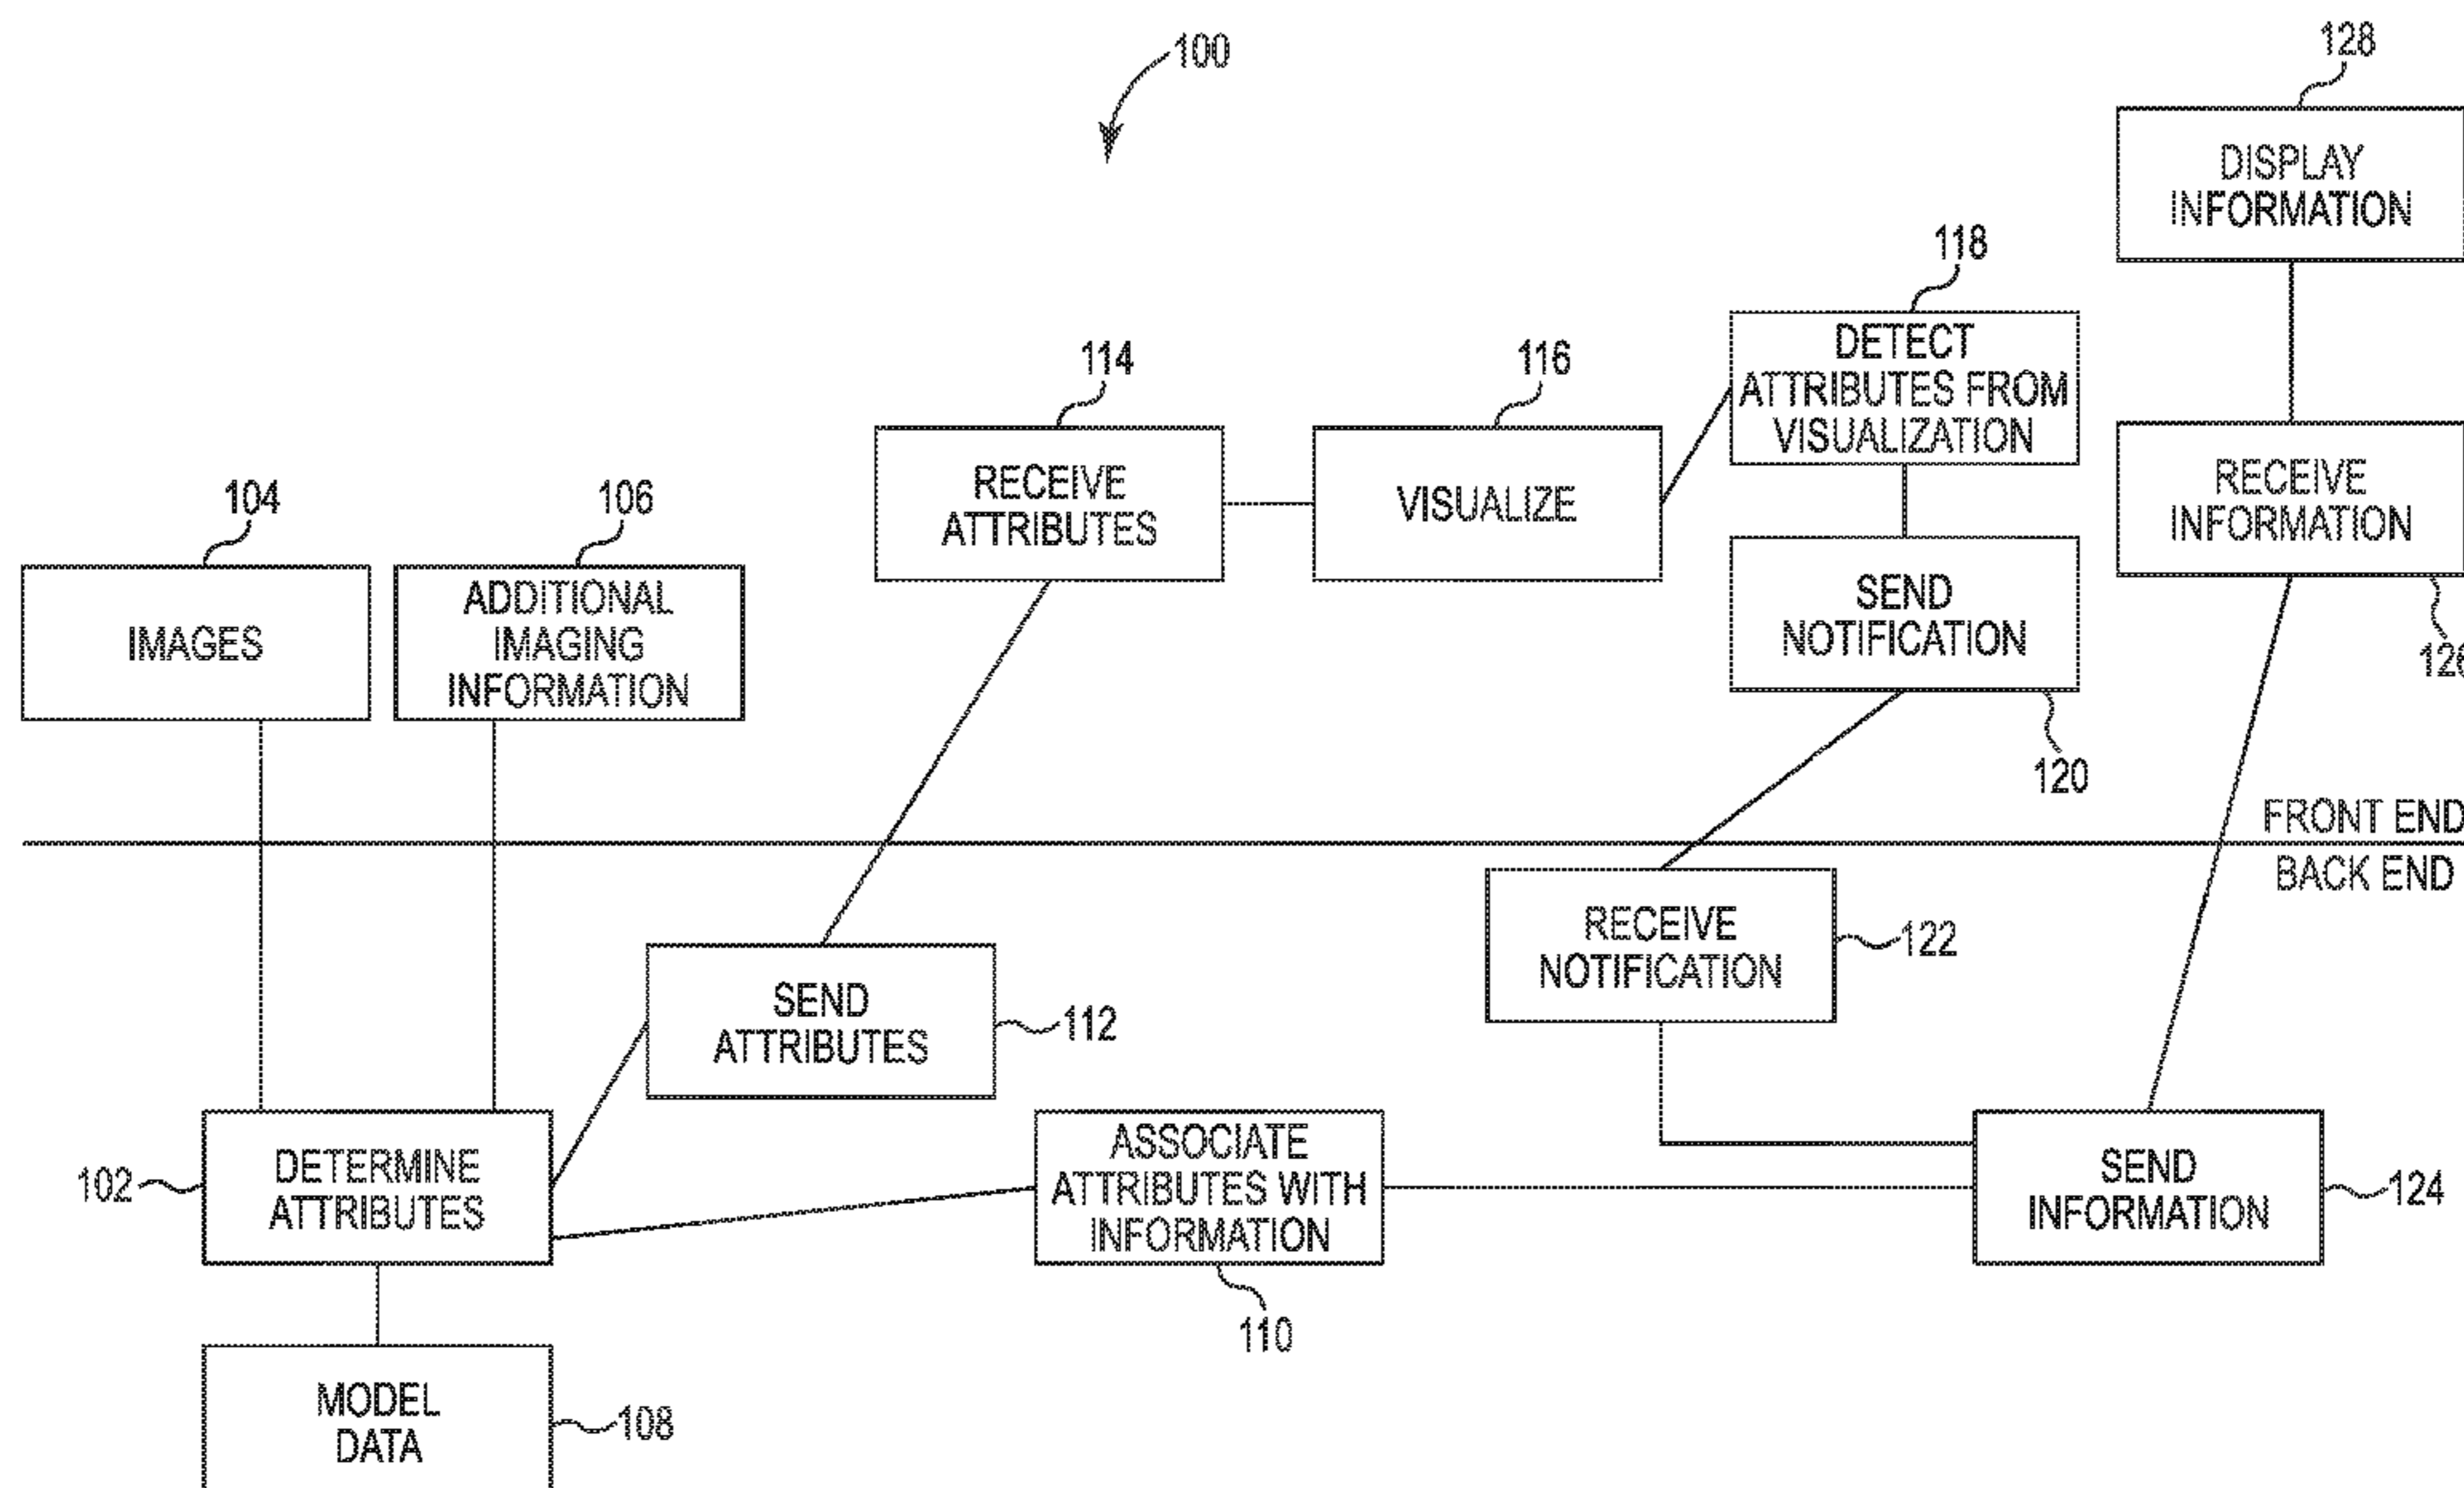 100
128
DISPLAY
INFORMATION
118
DETECT
ATTRIBUTES FROM
VISUALIZATION
114
RECEIVE
ATTRIBUTES
116
VISUALIZE
RECEIVE
INFORMATION
126
104
IMAGES
106
ADDITIONAL
IMAGING
INFORMATION
SEND
NOTIFICATION
120
FRONT END
BACK END
RECEIVE
NOTIFICATION
122
SEND
ATTRIBUTES
112
102
DETERMINE
ATTRIBUTES
ASSOCIATE
ATTRIBUTES WITH
INFORMATION
110
SEND
INFORMATION
124
MODEL
DATA
108